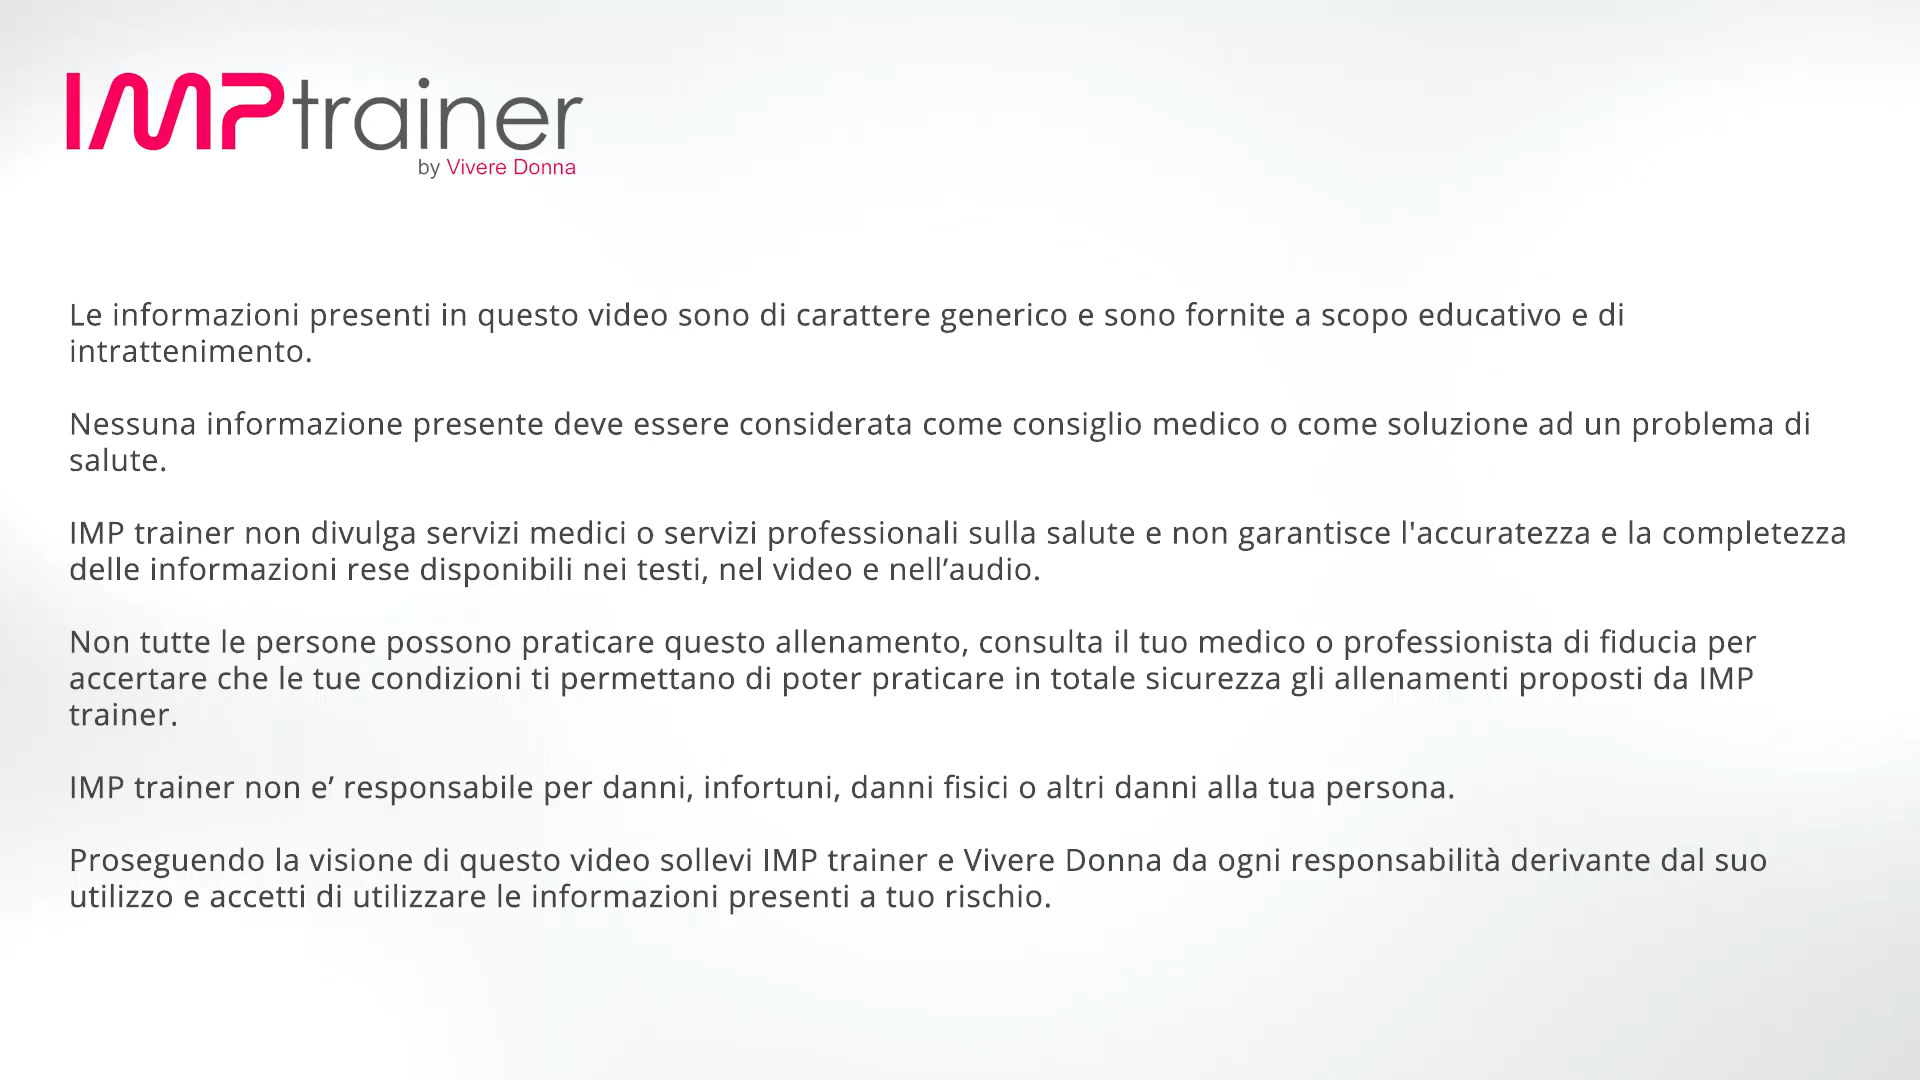 IMPtrainer
by Vivere Donna
Le informazioni presenti in questo video sono di carattere generico e sono fornite a scopo educativo e di
intrattenimento.
Nessuna informazione presente deve essere considerata come consiglio medico o come soluzione ad un problema di
salute.
IMP trainer non divulga servizi medici o servizi professionali sulla salute e non garantisce l'accuratezza e la completezza
delle informazioni rese disponibili nei testi, nel video e nell’audio.
Non tutte le persone possono praticare questo allenamento, consulta il tuo medico o professionista di fiducia per
accertare che le tue condizioni ti permettano di poter praticare in totale sicurezza gli allenamenti proposti da IMP
trainer.
IMP trainer non e’ responsabile per danni, infortuni, danni fisici o altri danni alla tua persona.
Proseguendo la visione di questo video sollevi IMP trainer e Vivere Donna da ogni responsabilità derivante dal suo
utilizzo e accetti di utilizzare le informazioni presenti a tuo rischio.